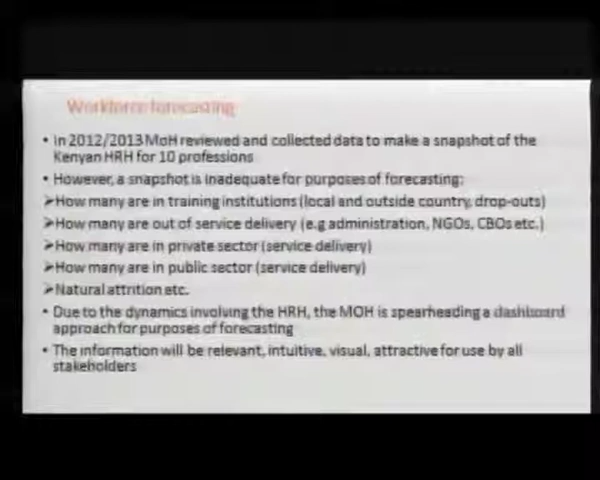 Workforce forecasting
• In 2012/2013 MoH reviewed and collected data to make a snapshot of the
Kenyan HRH for 10 professions
• However, a snapshot is inadequate for purposes of forecasting:
➢How many are in training institutions (local and outside country, drop-outs)
➢How many are out of service delivery (e.g administration, NGOs, CBOs etc.)
➢How many are in private sector (service delivery)
➢How many are in public sector (service delivery)
➢Natural attrition etc.
• Due to the dynamics involving the HRH, the MOH is spearheading a dashboard
approach for purposes of forecasting
• The information will be relevant, intuitive, visual, attractive for use by all
stakeholders